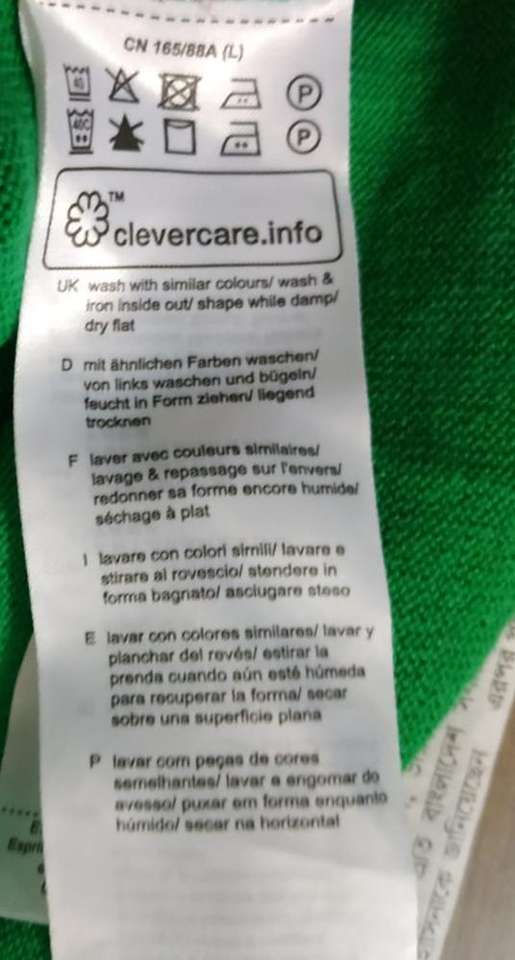 CN 165/88A (L)
40
P
40C
P
TM
clevercare.info
UK wash with similar colours/ wash &
iron inside out/ shape while damp/
dry flat
D mit ähnlichen Farben waschen/
von links waschen und bügeln/
feucht in Form ziehen/ liegend
trocknen
F laver avec couleurs similaires/
lavage & repassage sur l'envers/
redonner sa forme encore humide/
séchage à plat
I lavare con colori simili/ lavare e
stirare al rovescio/ stendere in
forma bagnato/ asciugare steso
E lavar con colores similares/ lavar y
planchar del revés/ estirar la
prenda cuando aún esté húmeda
para recuperar la forma/ secar
sobre una superficie plana
P lavar com peças de cores
semelhantes/ lavar e engomar do
avesso/ puxar em forma enquanto
húmido/ secar na horizontal
Espri
বাংলাদেশ